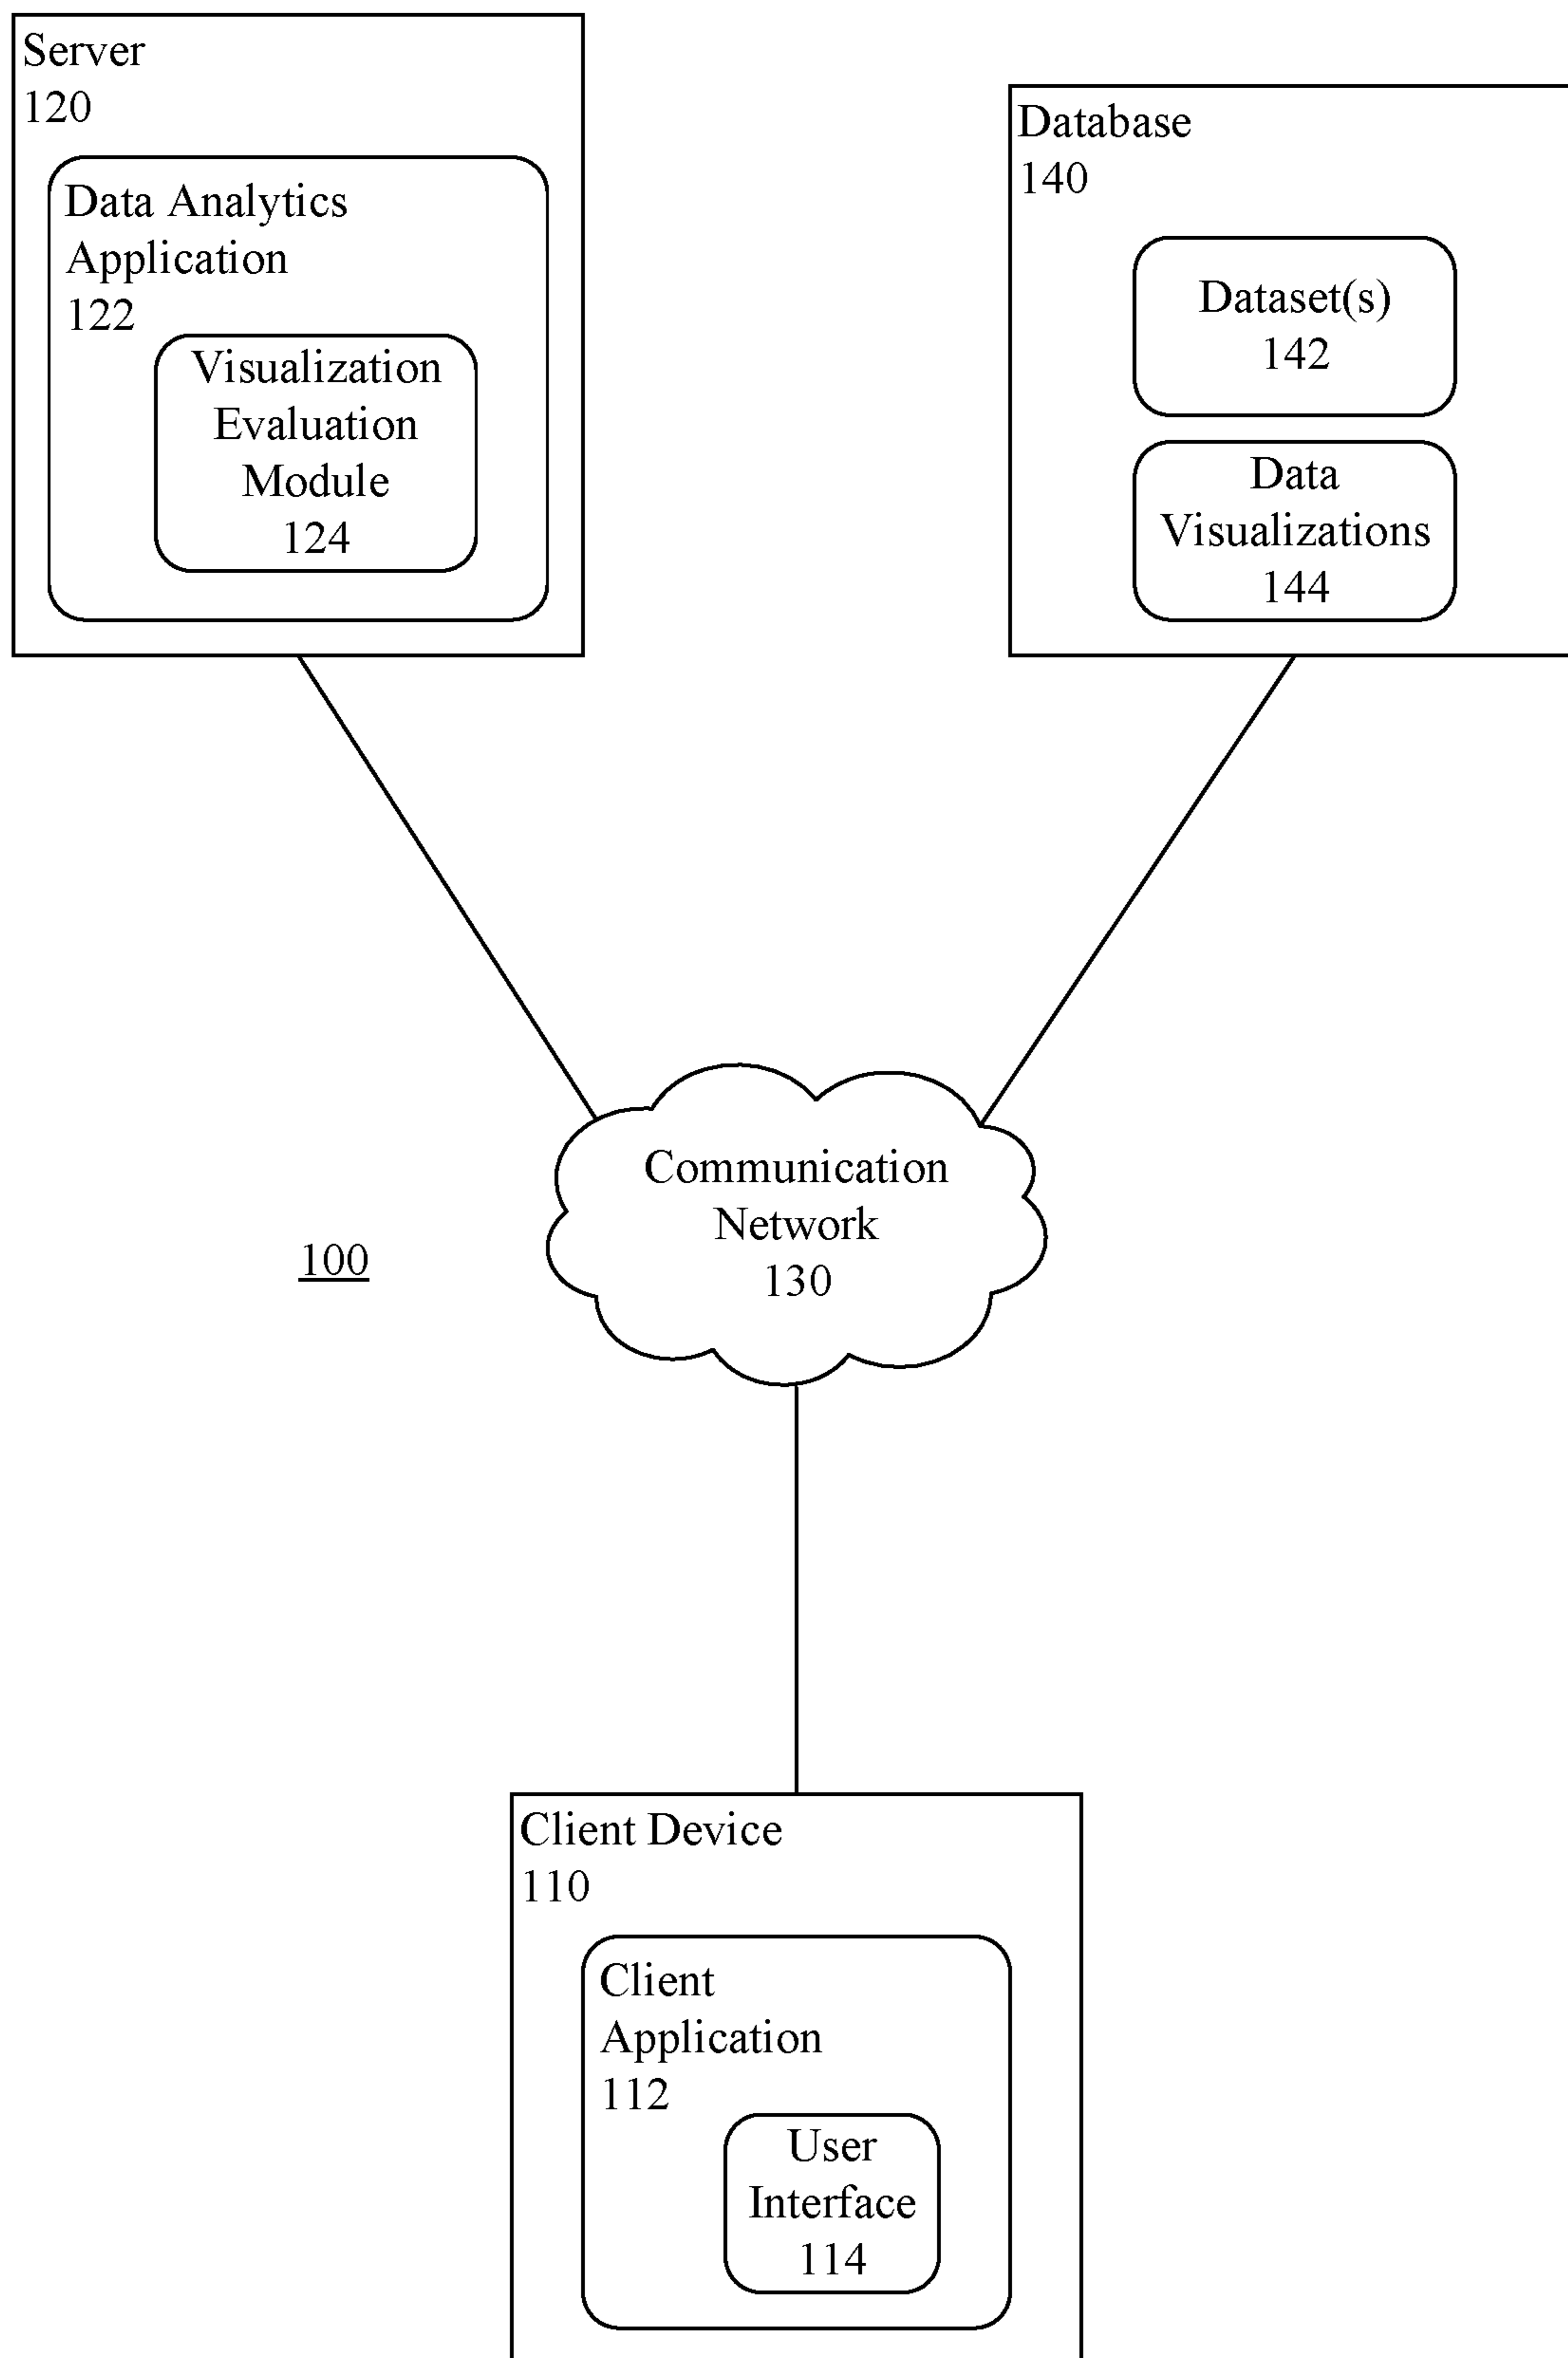 Server
120
Data Analytics
Application
122
Visualization
Evaluation
Module
124
Database
140
Dataset(s)
142
Data
Visualizations
144
Communication
Network
130
100
Client Device
110
Client
Application
112
User
Interface
114